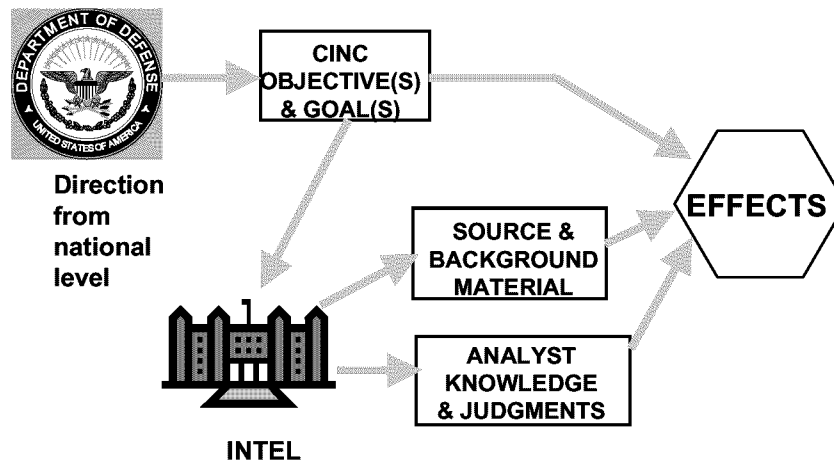 DEPARTMENT OF DEFENSE
UNITED STATES OF AMERICA
Direction
from
national
level
CINC
OBJECTIVE(S)
& GOAL(S)
SOURCE &
BACKGROUND
MATERIAL
ANALYST
KNOWLEDGE
& JUDGMENTS
INTEL
EFFECTS